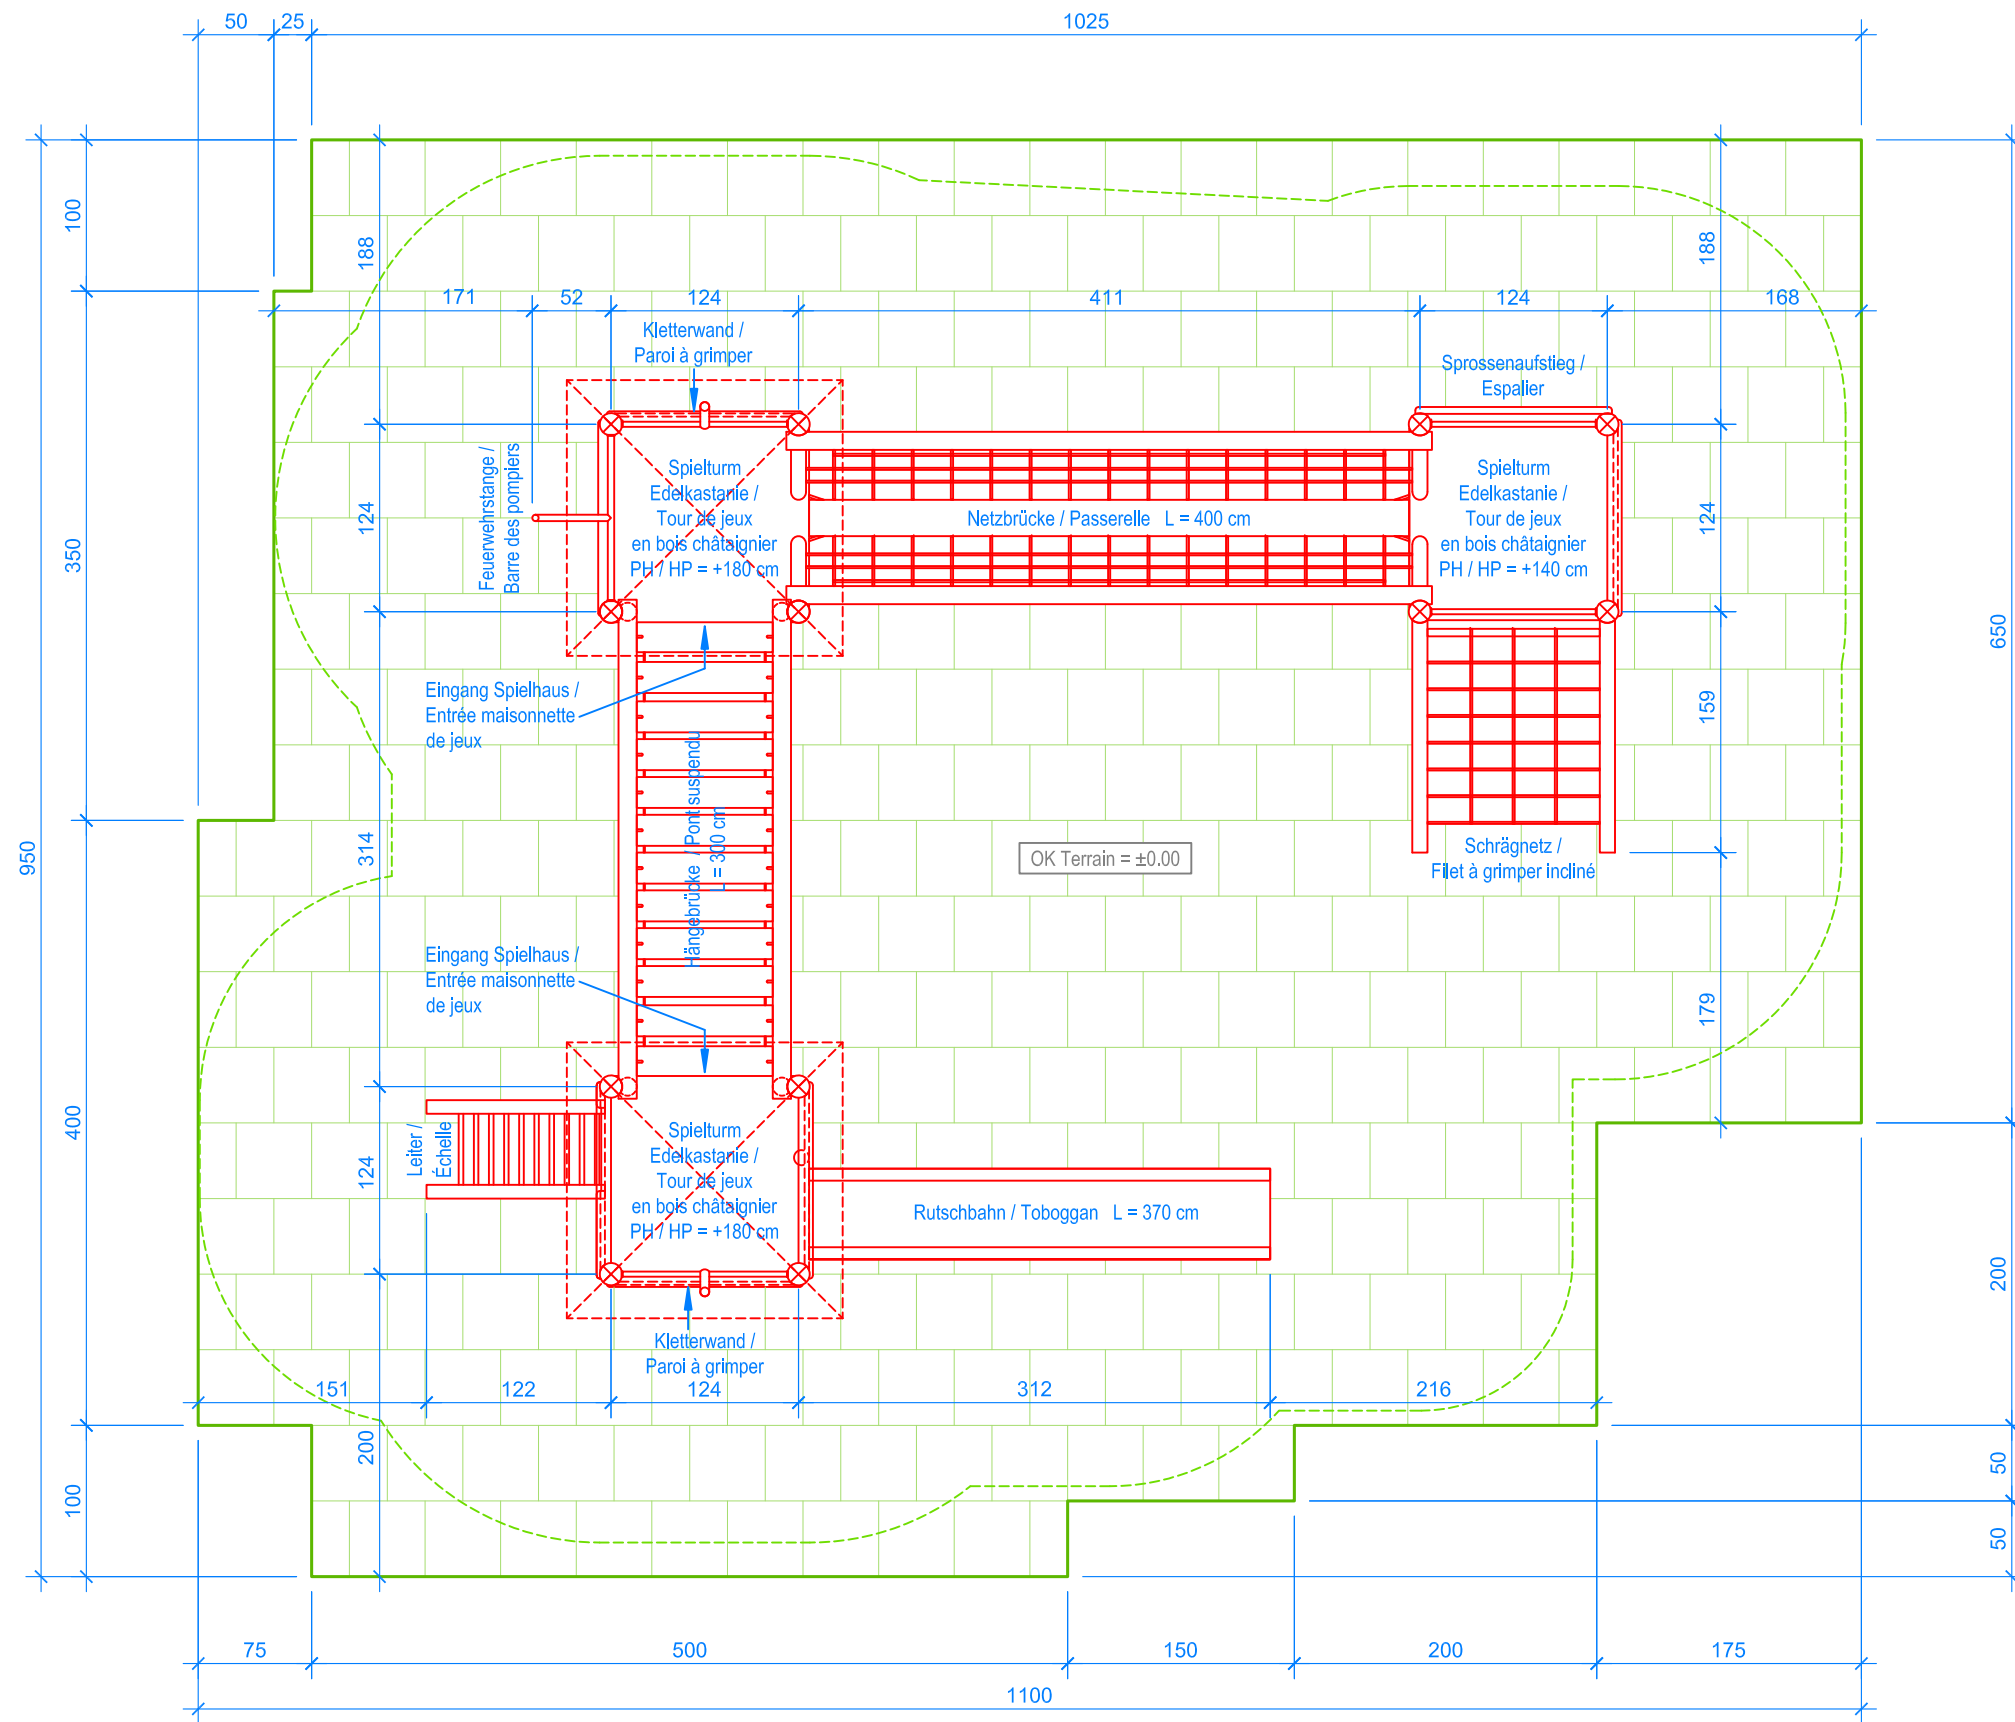 50
25
1025
100
188
188
171
52
124
411
124
168
Kletterwand /
Paroi à grimper
Sprossenaufstieg /
Espalier
Feuerwehrstange /
Barre des pompiers
Spielturm
Edelkastanie /
Tour de jeux
en bois châtaignier
PH / HP = +180 cm
Netzbrücke / Passerelle L = 400 cm
Spielturm
Edelkastanie /
Tour de jeux
en bois châtaignier
PH / HP = +140 cm
124
124
350
650
Eingang Spielhaus /
Entrée maisonnette
de jeux
159
Hängebrücke / Pont suspendu
L = 300 cm
314
950
OK Terrain = ±0.00
Schrägnetz /
Filet à grimper incliné
Eingang Spielhaus /
Entrée maisonnette
de jeux
179
400
Leiter /
Échelle
124
Spielturm
Edelkastanie /
Tour de jeux
en bois châtaignier
PH / HP = +180 cm
Rutschbahn / Toboggan L = 370 cm
200
Kletterwand /
Paroi à grimper
151
122
124
312
216
200
100
50
50
75
500
150
200
175
1100